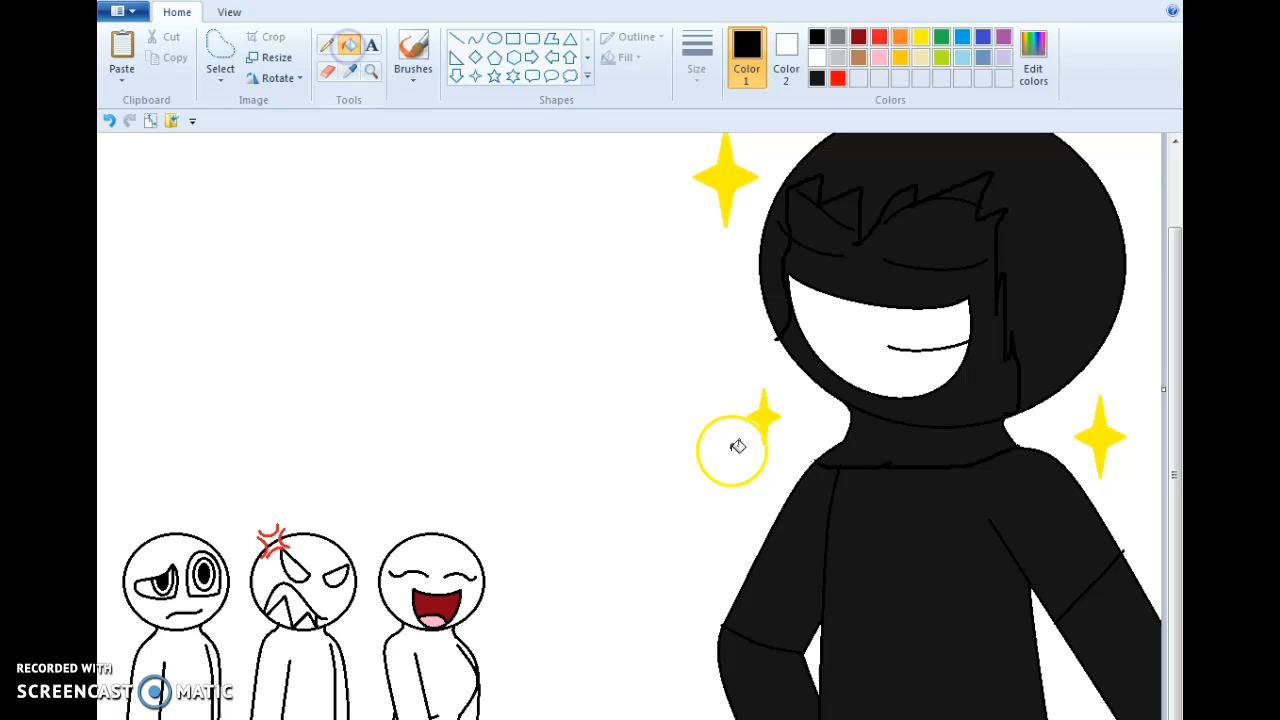 Home View
Cut
Copy
Paste
Clipboard
Crop
Resize
Rotate
Select
Image
A
Tools
Brushes
Outline
Fill
Shapes
Size
Color 1
Color 2
Edit colors
Colors
RECORDED WITH
SCREENCAST MATIC